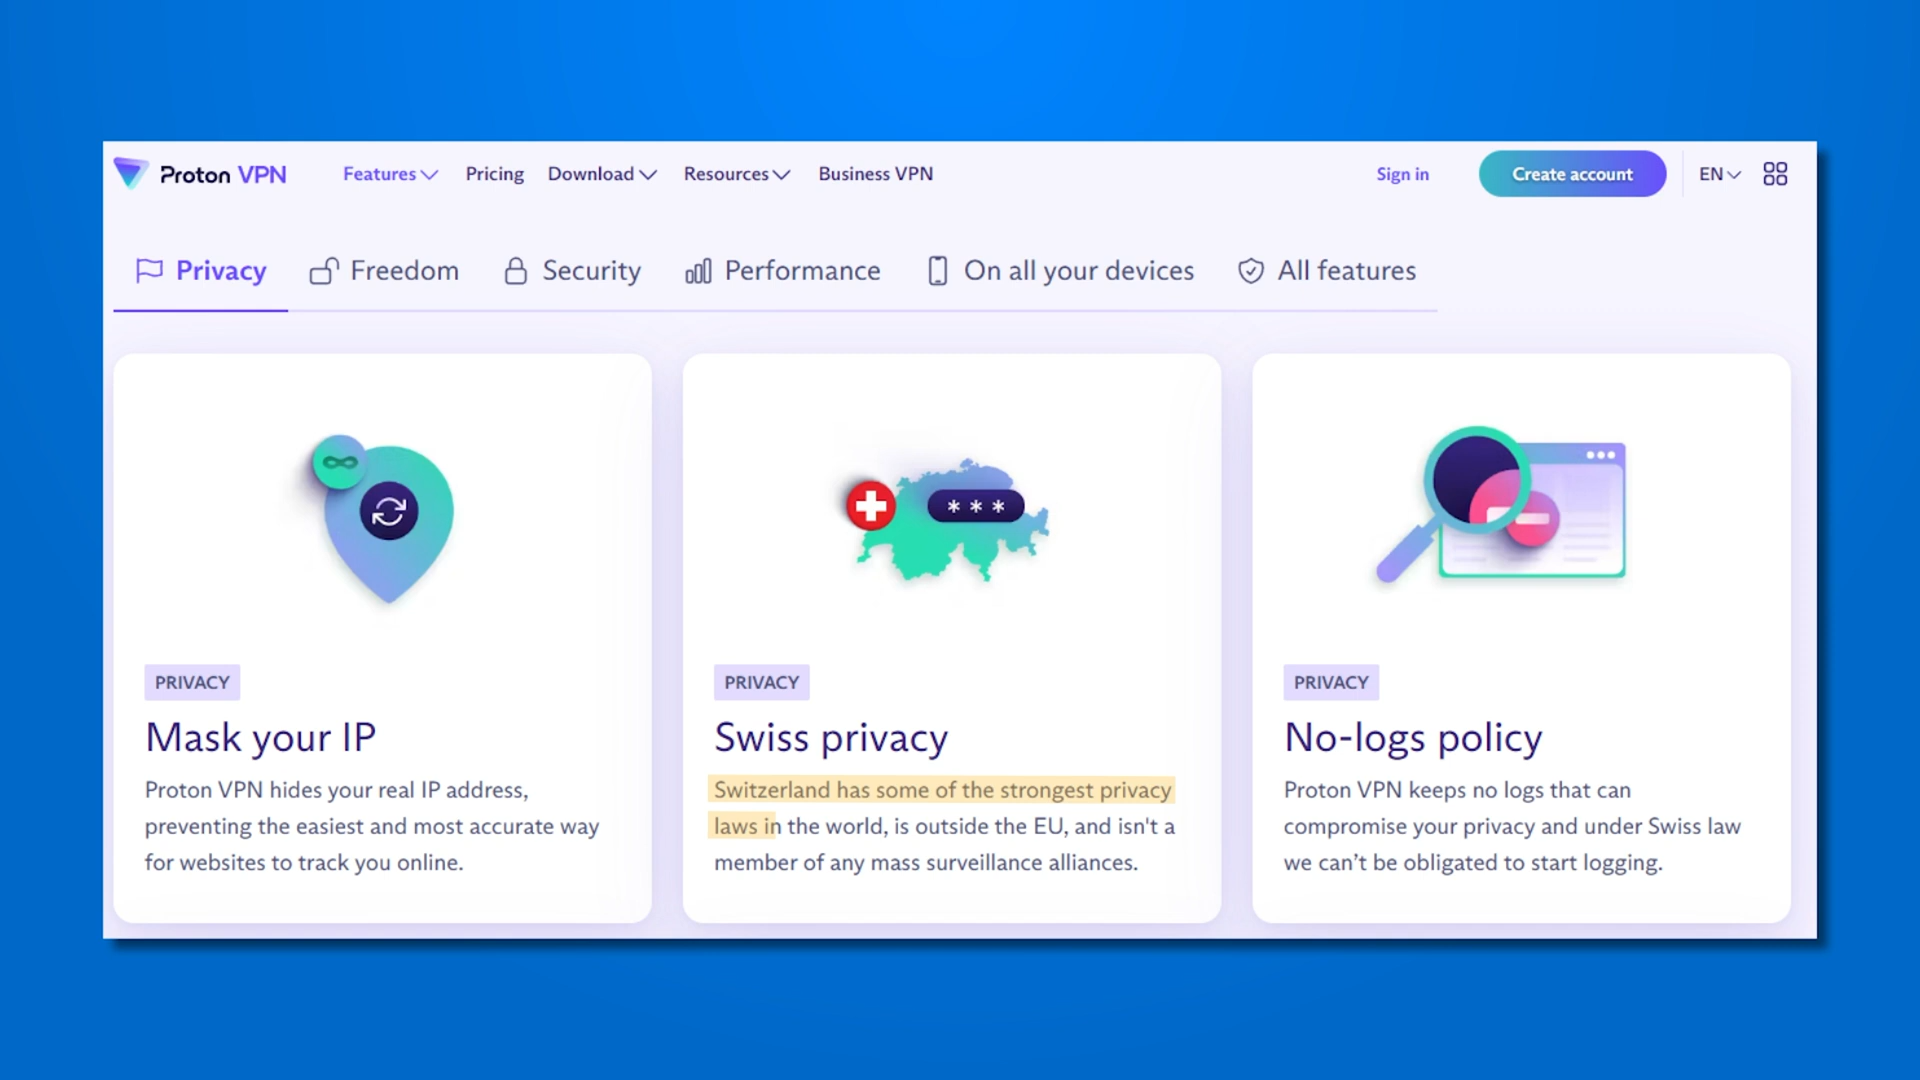 Proton VPN Features Pricing Download Resources Business VPN Sign in Create account EN
Privacy Freedom Security Performance On all your devices All features
***
PRIVACY
Mask your IP
Proton VPN hides your real IP address,
preventing the easiest and most accurate way
for websites to track you online.
PRIVACY
Swiss privacy
Switzerland has some of the strongest privacy
laws in the world, is outside the EU, and isn't a
member of any mass surveillance alliances.
PRIVACY
No-logs policy
Proton VPN keeps no logs that can
compromise your privacy and under Swiss law
we can’t be obligated to start logging.